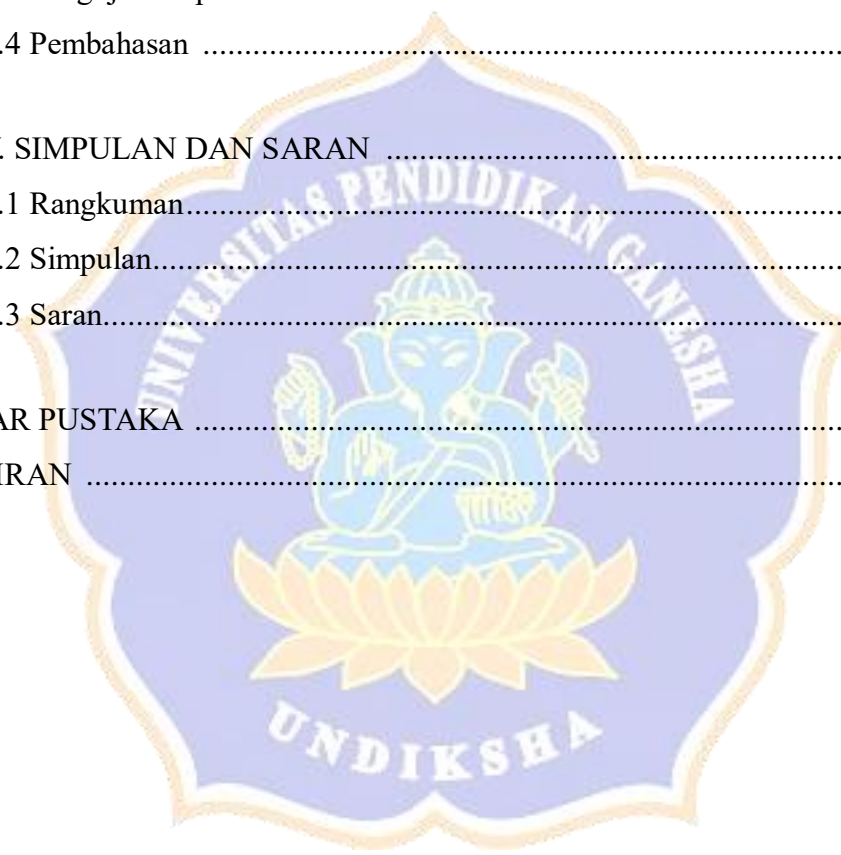 .4 Pembahasan ........................................................................
. SIMPULAN DAN SARAN ....................................................
.1 Rangkuman..........................................................................
.2 Simpulan..............................................................................
.3 Saran....................................................................................
AR PUSTAKA .........................................................................
IRAN .......................................................................................
UNIVERSITAS PENDIDIKAN GANESHA
UNDIKSHA